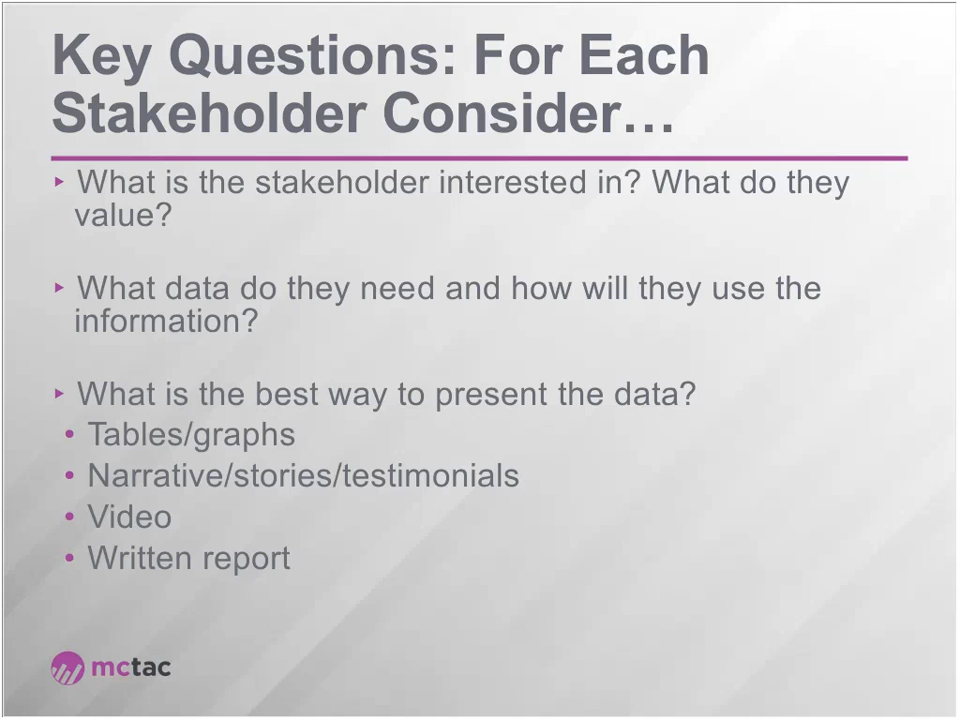 Key Questions: For Each
Stakeholder Consider…
‣ What is the stakeholder interested in? What do they
value?
‣ What data do they need and how will they use the
information?
‣ What is the best way to present the data?
• Tables/graphs
• Narrative/stories/testimonials
• Video
• Written report
mctac